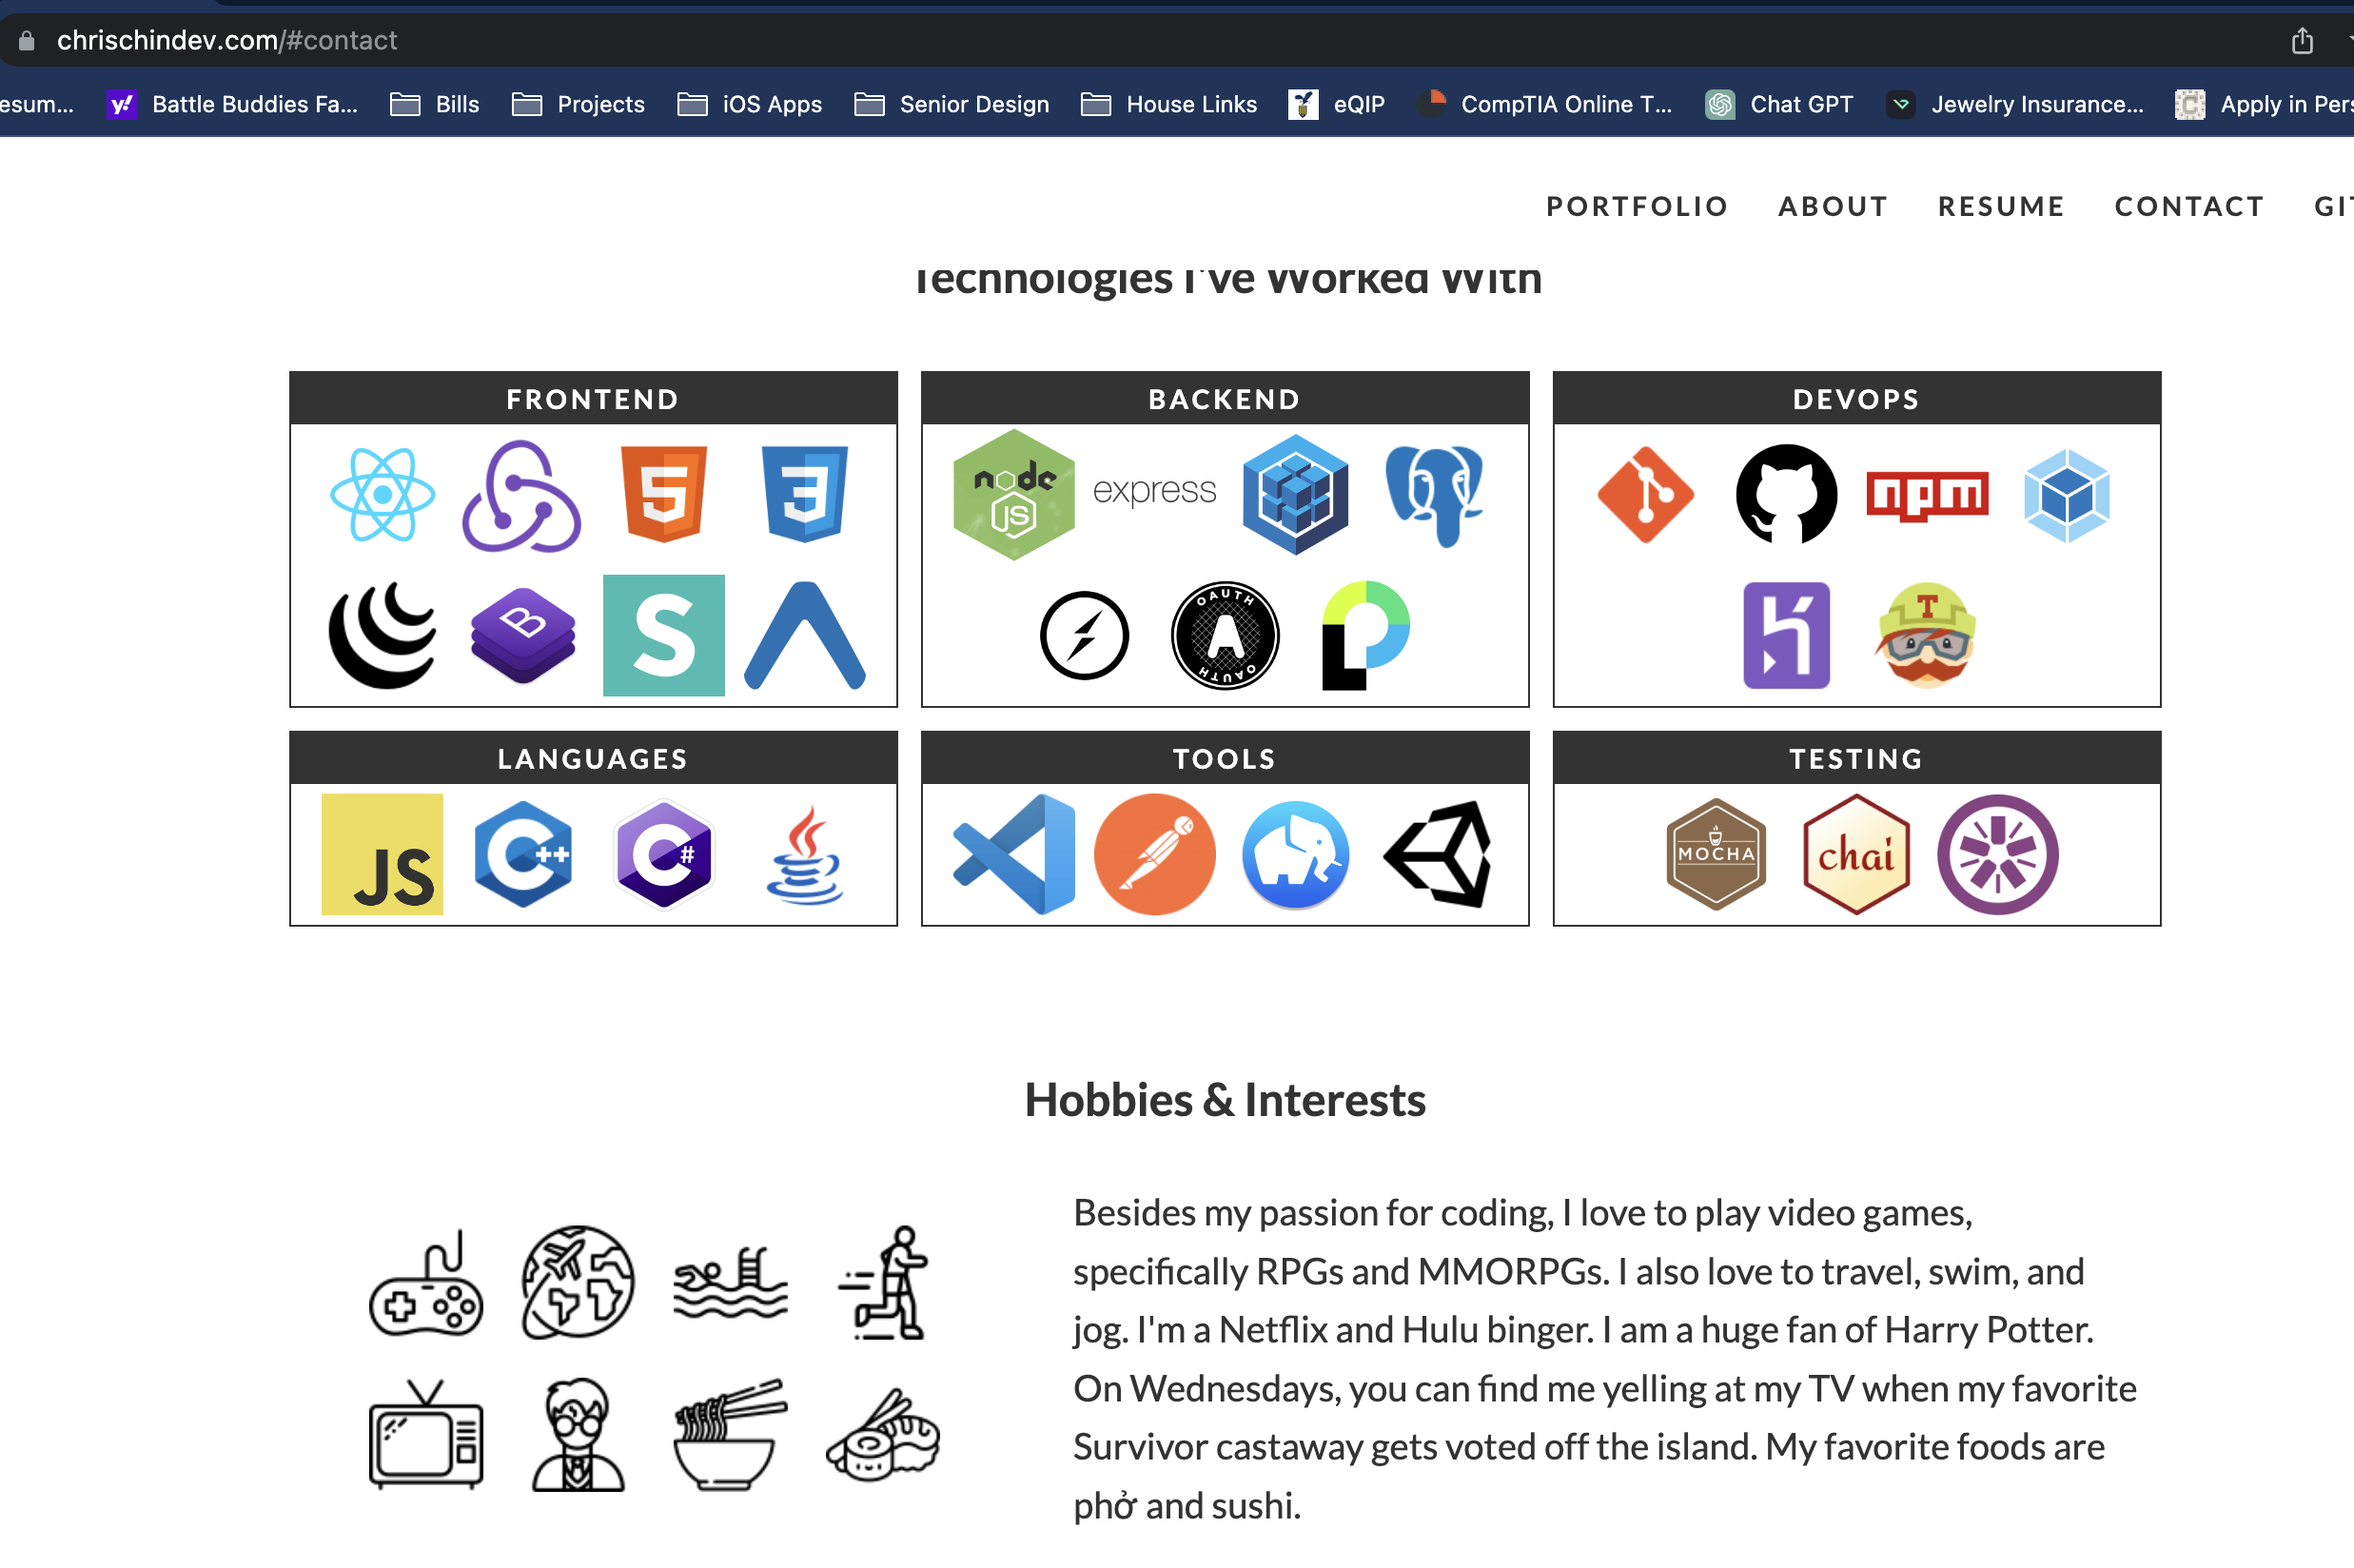 chrischindev.com/#contact
esum... Battle Buddies Fa... Bills Projects iOS Apps Senior Design House Links eQIP CompTIA Online T... Chat GPT Jewelry Insurance... Apply in Pers
PORTFOLIO ABOUT RESUME CONTACT GIT
Technologies I've Worked With
FRONTEND BACKEND DEVOPS
5 3 node JS express npm
B S OAUTH A OAUTH T
LANGUAGES TOOLS TESTING
JS C++ C# MOCHA chai
Hobbies & Interests
Besides my passion for coding, I love to play video games,
specifically RPGs and MMORPGs. I also love to travel, swim, and
jog. I'm a Netflix and Hulu binger. I am a huge fan of Harry Potter.
On Wednesdays, you can find me yelling at my TV when my favorite
Survivor castaway gets voted off the island. My favorite foods are
phở and sushi.